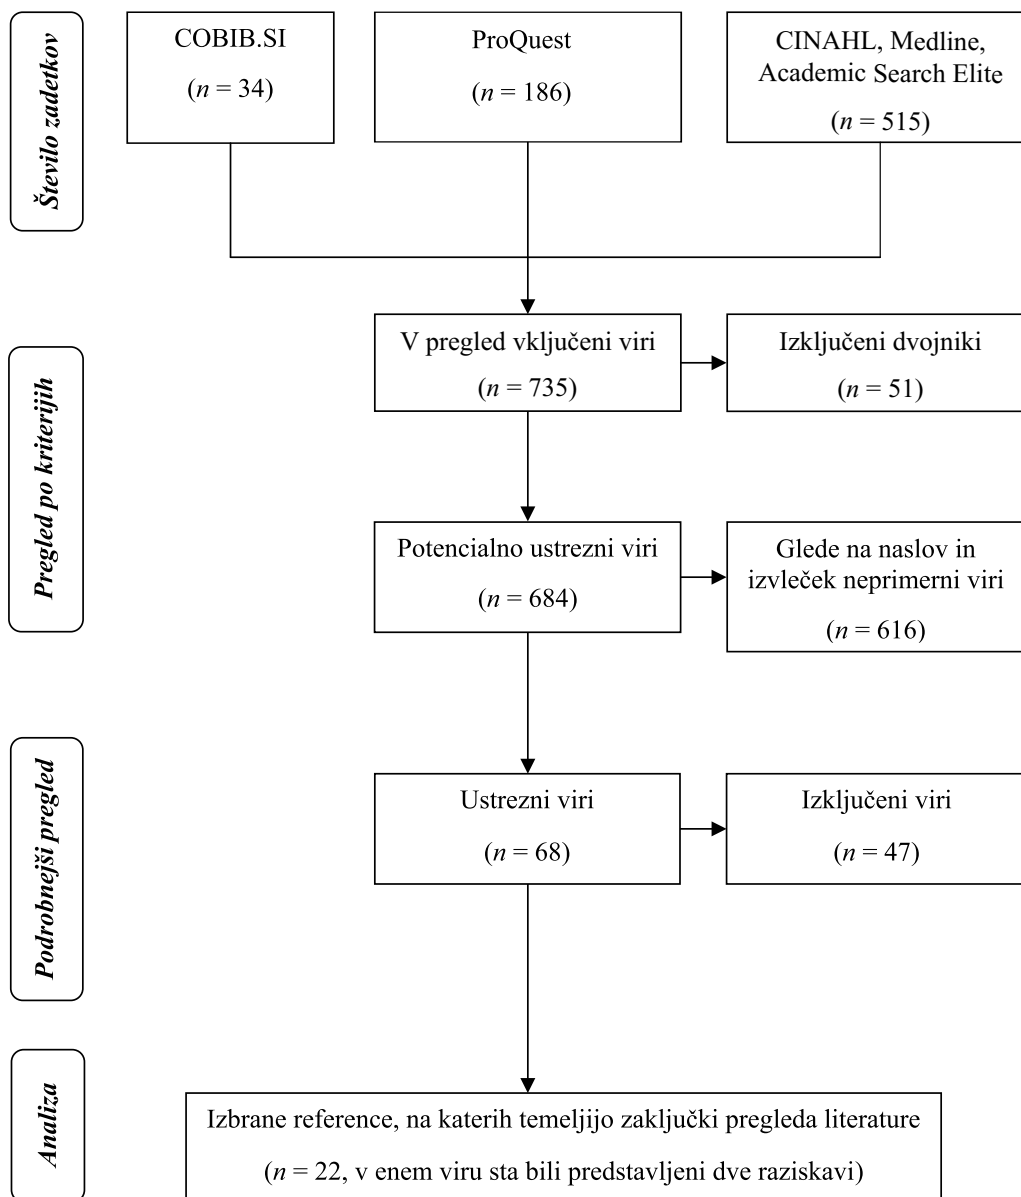 Število zadetkov
COBIB.SI
(n = 34)
ProQuest
(n = 186)
CINAHL, Medline,
Academic Search Elite
(n = 515)
Pregled po kriterijih
V pregled vključeni viri
(n = 735)
Izključeni dvojniki
(n = 51)
Potencialno ustrezni viri
(n = 684)
Glede na naslov in
izvleček neprimerni viri
(n = 616)
Podrobnejši pregled
Ustrezni viri
(n = 68)
Izključeni viri
(n = 47)
Analiza
Izbrane reference, na katerih temeljijo zaključki pregleda literature
(n = 22, v enem viru sta bili predstavljeni dve raziskavi)